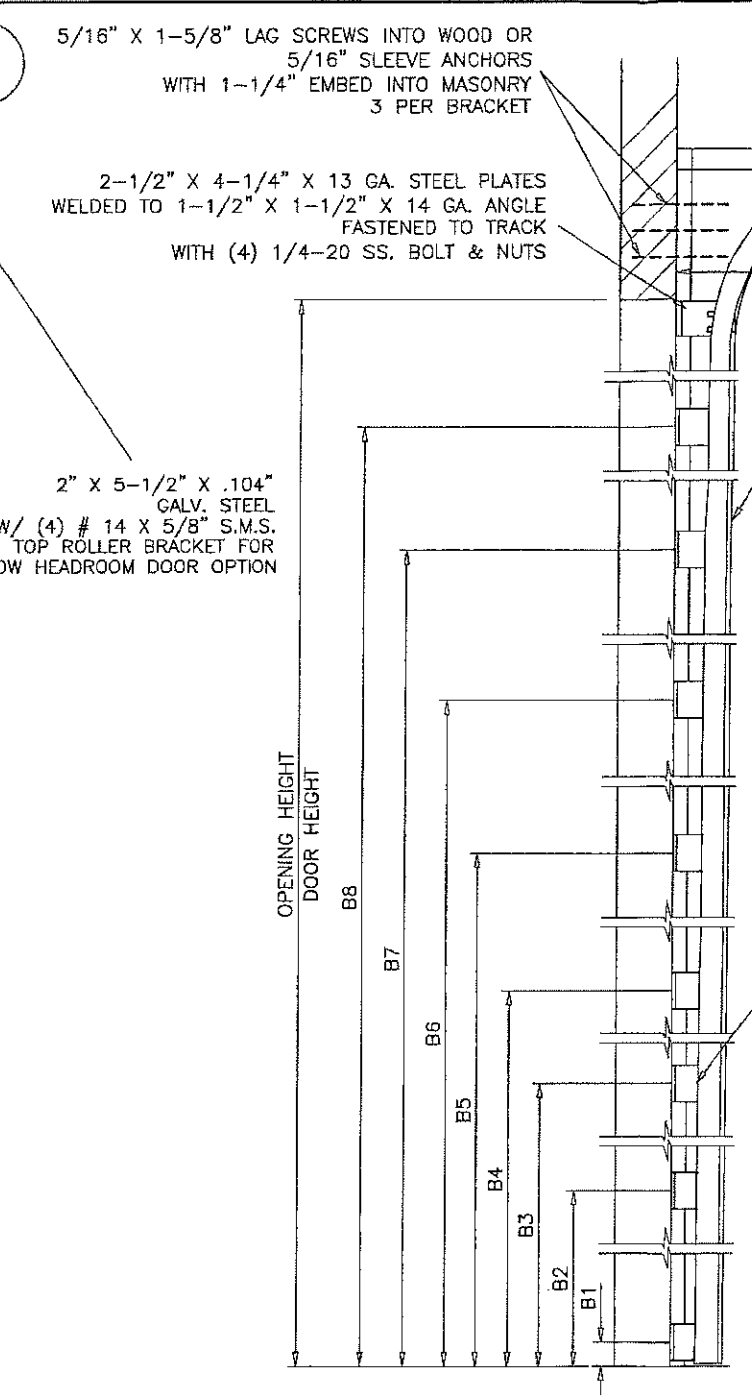 5/16" X 1-5/8" LAG SCREWS INTO WOOD OR
5/16" SLEEVE ANCHORS
WITH 1-1/4" EMBED INTO MASONRY
3 PER BRACKET
2-1/2" X 4-1/4" X 13 GA. STEEL PLATES
WELDED TO 1-1/2" X 1-1/2" X 14 GA. ANGLE
FASTENED TO TRACK
WITH (4) 1/4-20 SS. BOLT & NUTS
2" X 5-1/2" X .104"
GALV. STEEL
W/ (4) # 14 X 5/8" S.M.S.
TOP ROLLER BRACKET FOR
OW HEADROOM DOOR OPTION
OPENING HEIGHT
DOOR HEIGHT
B8
B7
B6
B5
B4
B3
B2
B1